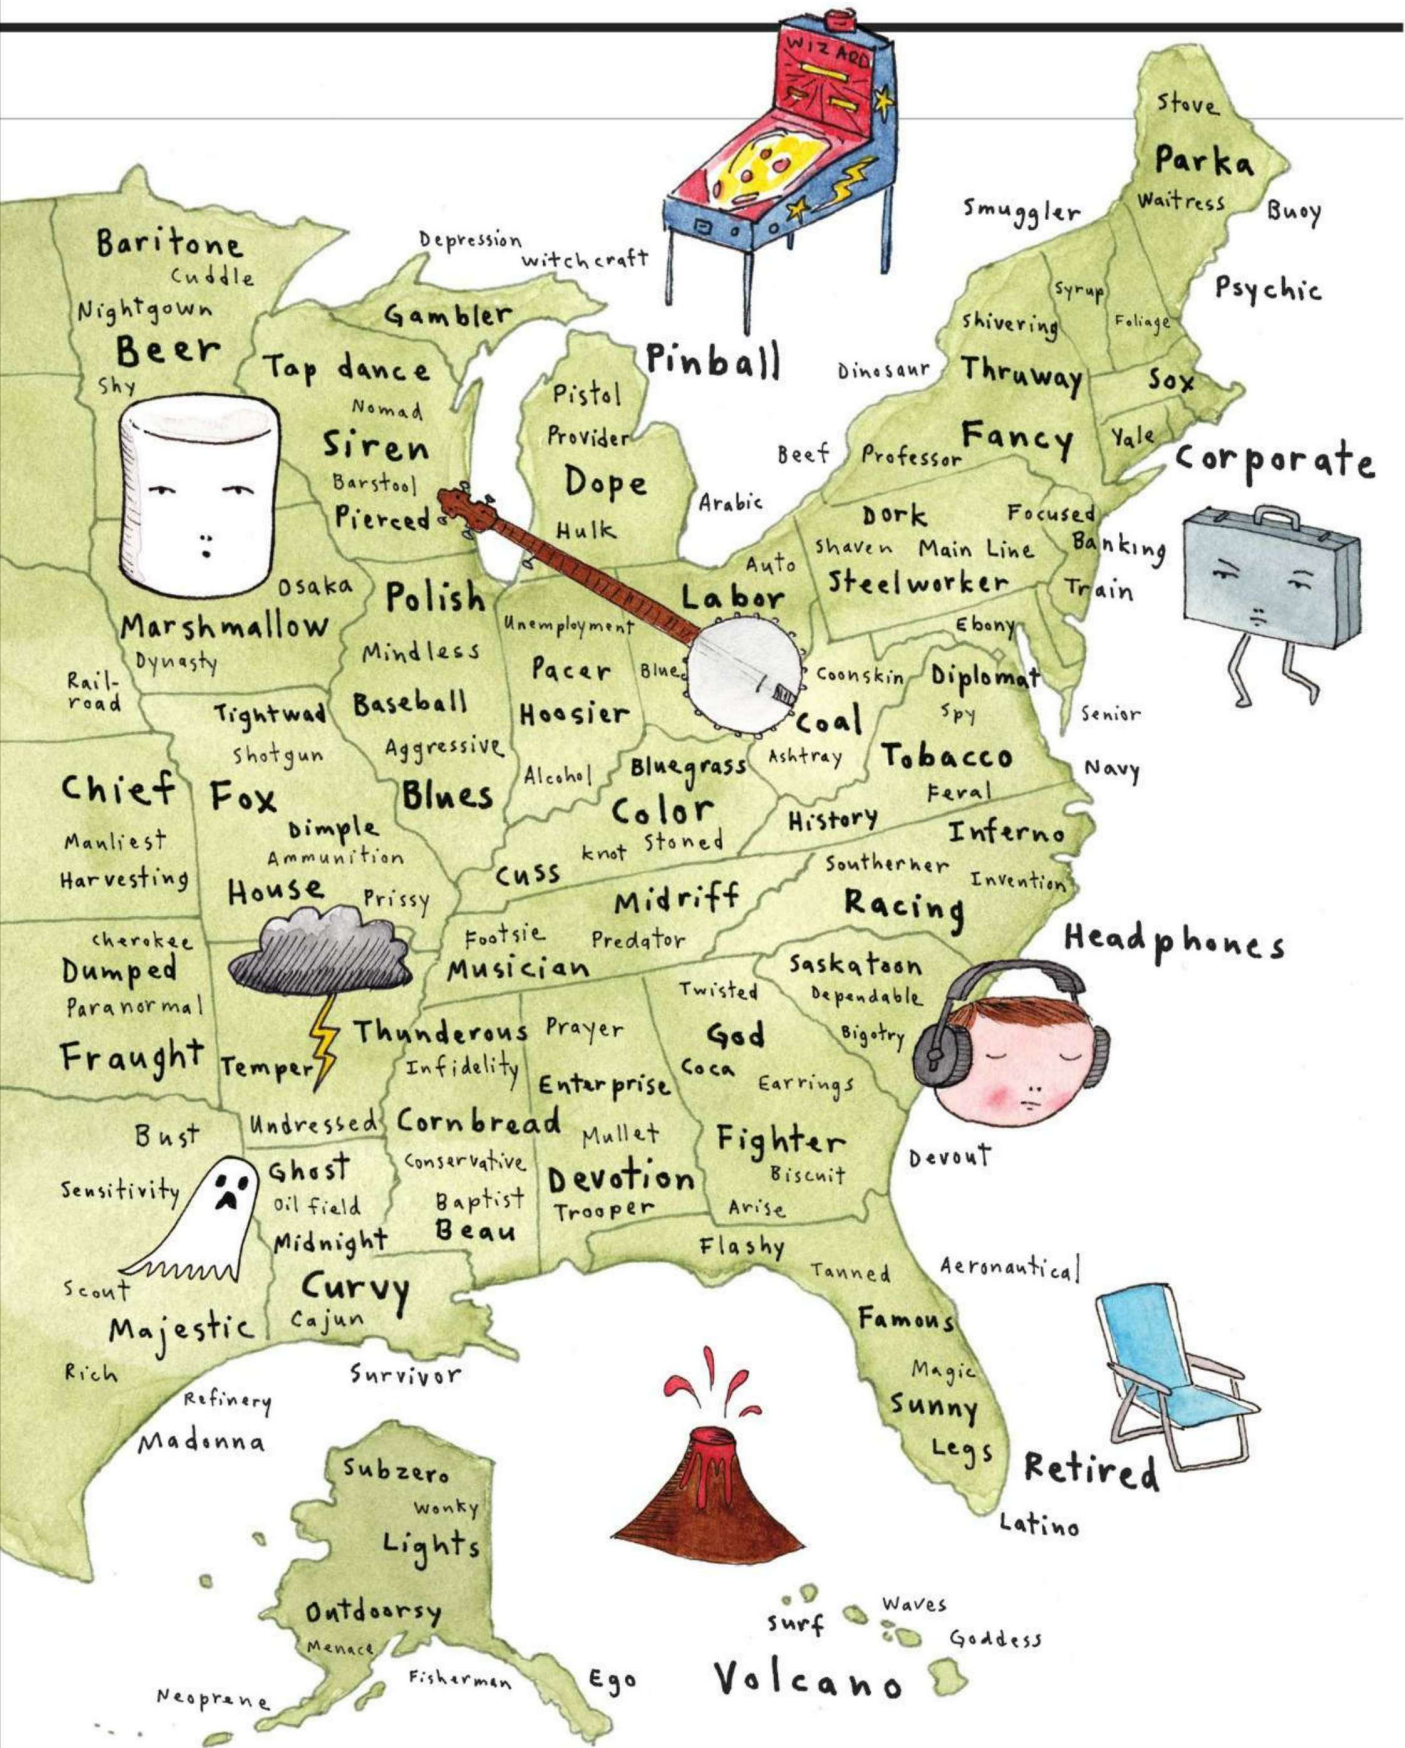 WIZARD
Stove
Parka
Waitress
Buoy
Smuggler
Psychic
Syrup
Foliage
Shivering
Thruway
Sox
Dinosaur
Fancy
Yale
Corporate
Beef
Professor
Baritone
Cuddle
Nightgown
Beer
Shy
Depression
Witchcraft
Gambler
Tap dance
Nomad
Siren
Barstool
Pierced
Pinball
Pistol
Provider
Dope
Hulk
Arabic
Dork
Focused
Shaven
Main Line
Banking
Steelworker
Train
Auto
Labor
Ebony
Osaka
Marshmallow
Dynasty
Polish
Mindless
Baseball
Aggressive
Blues
Unemployment
Pacer
Blue
Hoosier
Alcohol
Coonskin
Coal
Ashtray
Diplomat
Spy
Tobacco
Feral
Senior
Navy
Rail-
road
Tightwad
Shotgun
Chief
Fox
Manliest
Dimple
Ammunition
Harvesting
House
Prissy
Bluegrass
Color
Knot
Stoned
Cuss
History
Inferno
Southerner
Invention
Racing
Midriff
Footsie
Predator
Musician
Headphones
Cherokee
Dumped
Paranormal
Fraught
Temper
Thunderous
Infidelity
Prayer
Enterprise
Twisted
God
Coca
Earrings
Saskatoon
Dependable
Bigotry
Bust
Undressed
Cornbread
Mullet
Fighter
Biscuit
Devout
Sensitivity
Ghost
Oil field
Midnight
Conservative
Baptist
Beau
Devotion
Trooper
Arise
Scout
Majestic
Curvy
Cajun
Flashy
Tanned
Aeronautical
Famous
Magic
Sunny
Legs
Retired
Latino
Rich
Refinery
Madonna
Survivor
Subzero
Wonky
Lights
Outdoorsy
Menace
Neoprene
Fisherman
Ego
Surf
Waves
Goddess
Volcano